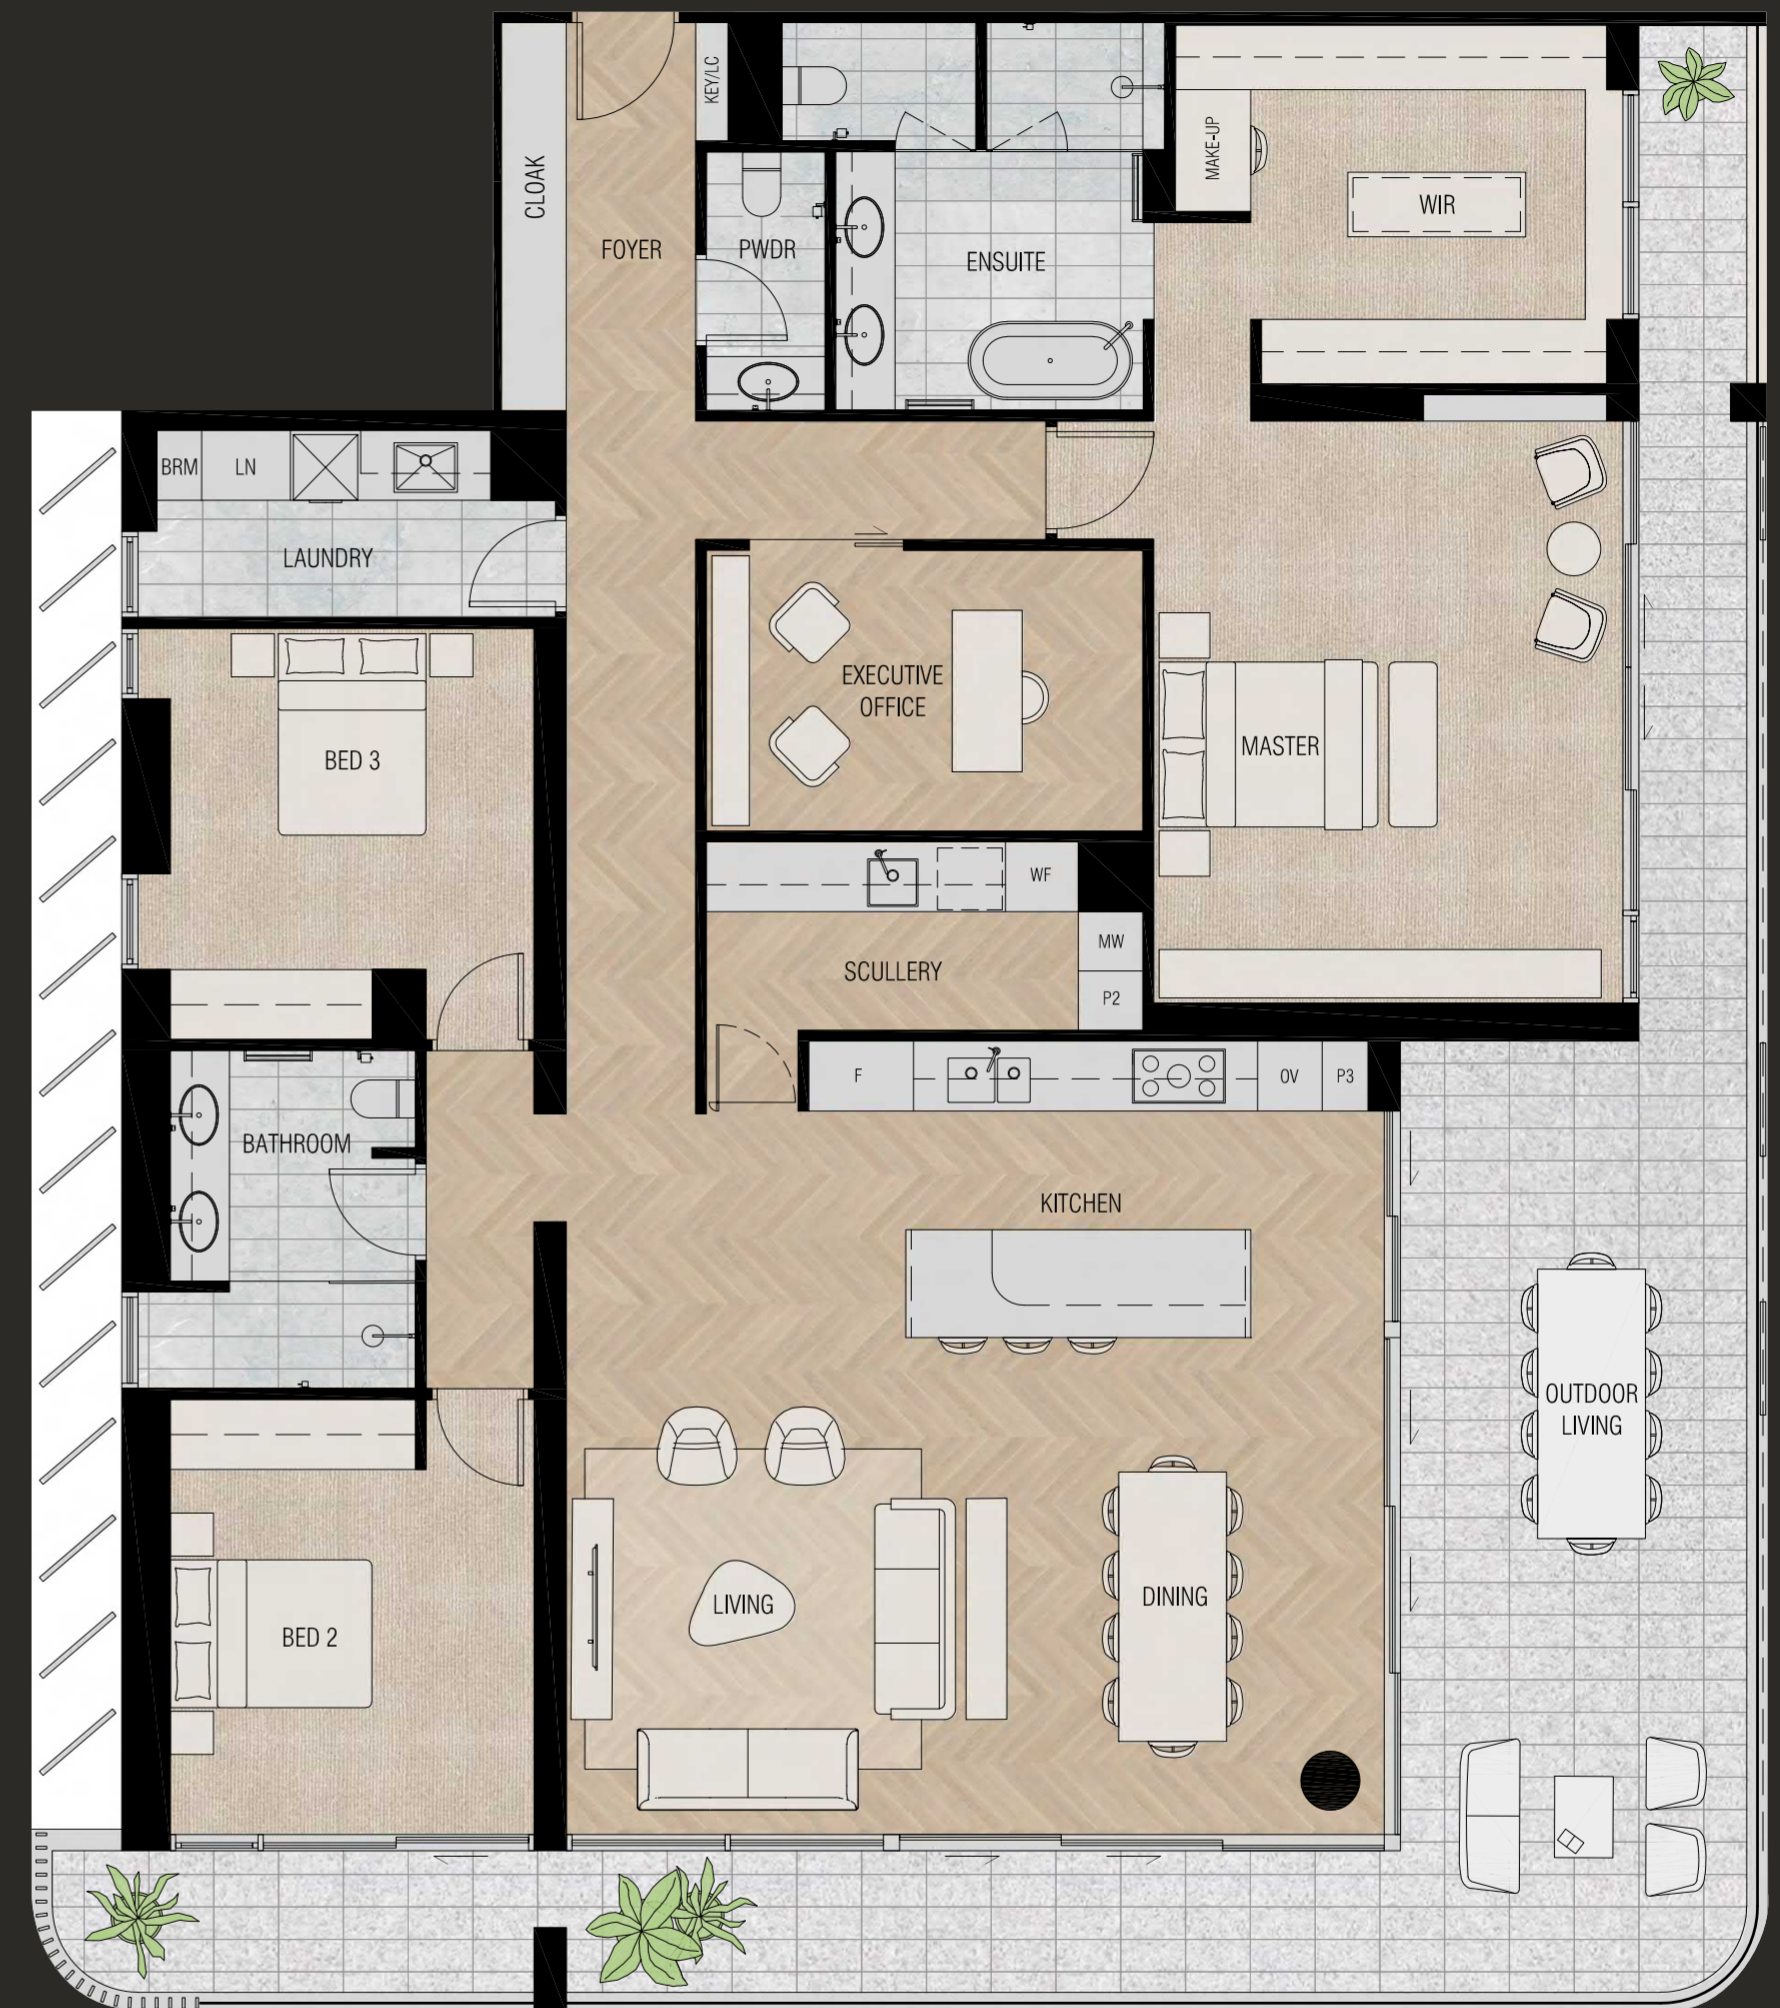 KEY/LC
CLOAK
MAKE-UP
WIR
FOYER
PWDR
ENSUITE
BRM
LN
LAUNDRY
EXECUTIVE
OFFICE
BED 3
MASTER
WF
MW
SCULLERY
P2
F
OV
P3
BATHROOM
KITCHEN
OUTDOOR
LIVING
DINING
LIVING
BED 2